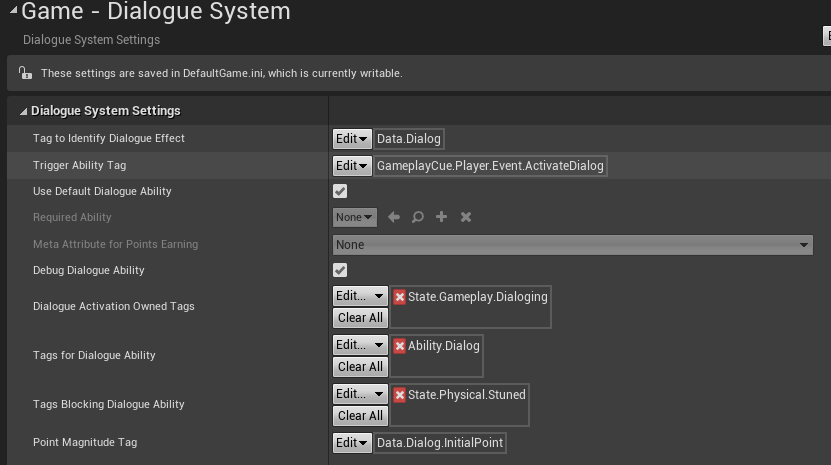 Game - Dialogue System
Dialogue System Settings
These settings are saved in DefaultGame.ini, which is currently writable.
Dialogue System Settings
Tag to Identify Dialogue Effect
Edit
Data.Dialog
Trigger Ability Tag
Edit
GameplayCue.Player.Event.ActivateDialog
Use Default Dialogue Ability
Required Ability
None
Meta Attribute for Points Earning
None
Debug Dialogue Ability
Dialogue Activation Owned Tags
Edit...
State.Gameplay.Dialoging
Clear All
Tags for Dialogue Ability
Edit...
Ability.Dialog
Clear All
Tags Blocking Dialogue Ability
Edit...
State.Physical.Stuned
Clear All
Point Magnitude Tag
Edit
Data.Dialog.InitialPoint